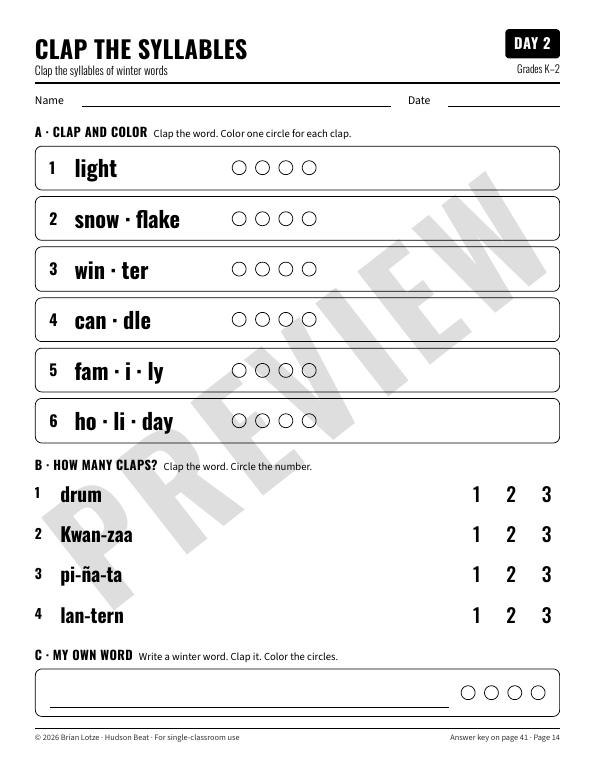 CLAP THE SYLLABLES
DAY 2
Clap the syllables of winter words
Grades K–2
Name
Date
A · CLAP AND COLOR Clap the word. Color one circle for each clap.
1 light
2 snow · flake
3 win · ter
4 can · dle
5 fam · i · ly
6 ho · li · day
B · HOW MANY CLAPS? Clap the word. Circle the number.
1 drum 1 2 3
2 Kwan-zaa 1 2 3
3 pi-ña-ta 1 2 3
4 lan-tern 1 2 3
C · MY OWN WORD Write a winter word. Clap it. Color the circles.
© 2026 Brian Lotze · Hudson Beat · For single-classroom use
Answer key on page 41 · Page 14
PREVIEW